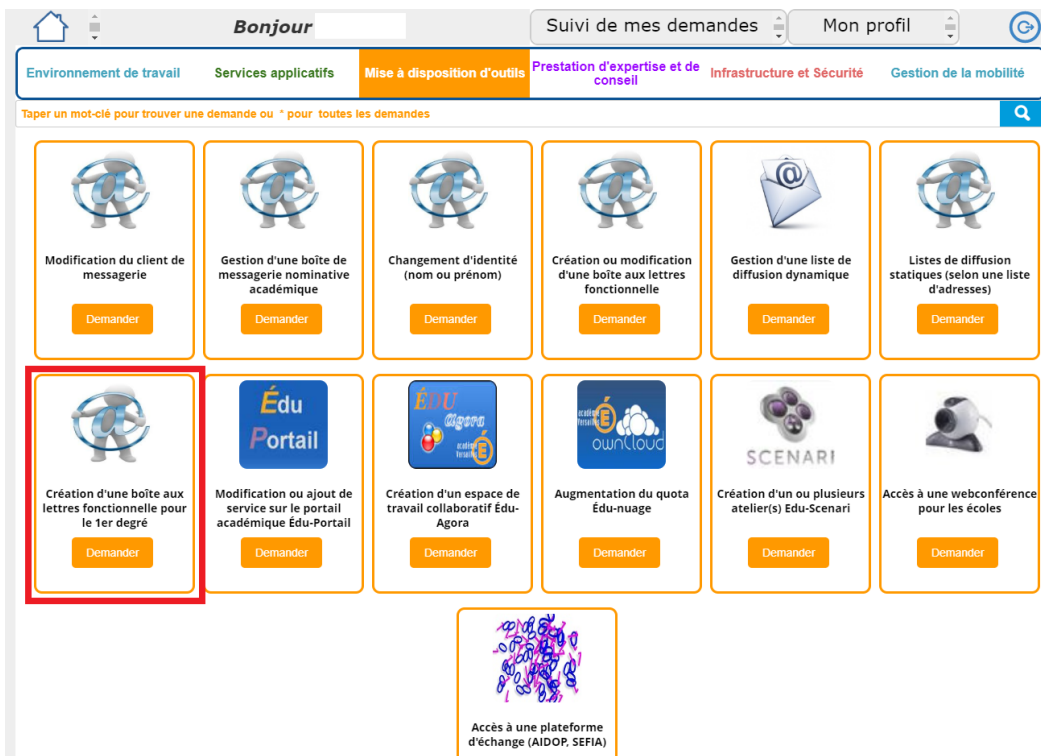 Bonjour
Suivi de mes demandes
Mon profil
Environnement de travail
Services applicatifs
Mise à disposition d'outils
Prestation d'expertise et de
conseil
Infrastructure et Sécurité
Gestion de la mobilité
Taper un mot-clé pour trouver une demande ou * pour toutes les demandes
Modification du client de
messagerie
Demander
Gestion d'une boîte de
messagerie nominative
académique
Demander
Changement d'identité
(nom ou prénom)
Demander
Création ou modification
d'une boîte aux lettres
fonctionnelle
Demander
Gestion d'une liste de
diffusion dynamique
Demander
Listes de diffusion
statiques (selon une liste
d'adresses)
Demander
Création d'une boîte aux
lettres fonctionnelle pour
le 1er degré
Demander
Édu
Portail
Modification ou ajout de
service sur le portail
académique Édu-Portail
Demander
ÉDU
Agora
académie
Versailles
Création d'un espace de
travail collaboratif Édu-
Agora
Demander
académie
Versailles
ownCloud
Augmentation du quota
Édu-nuage
Demander
SCENARI
Création d'un ou plusieurs
atelier(s) Edu-Scenari
Demander
Accès à une webconférence
pour les écoles
Demander
Accès à une plateforme
d'échange (AIDOP, SEFIA)